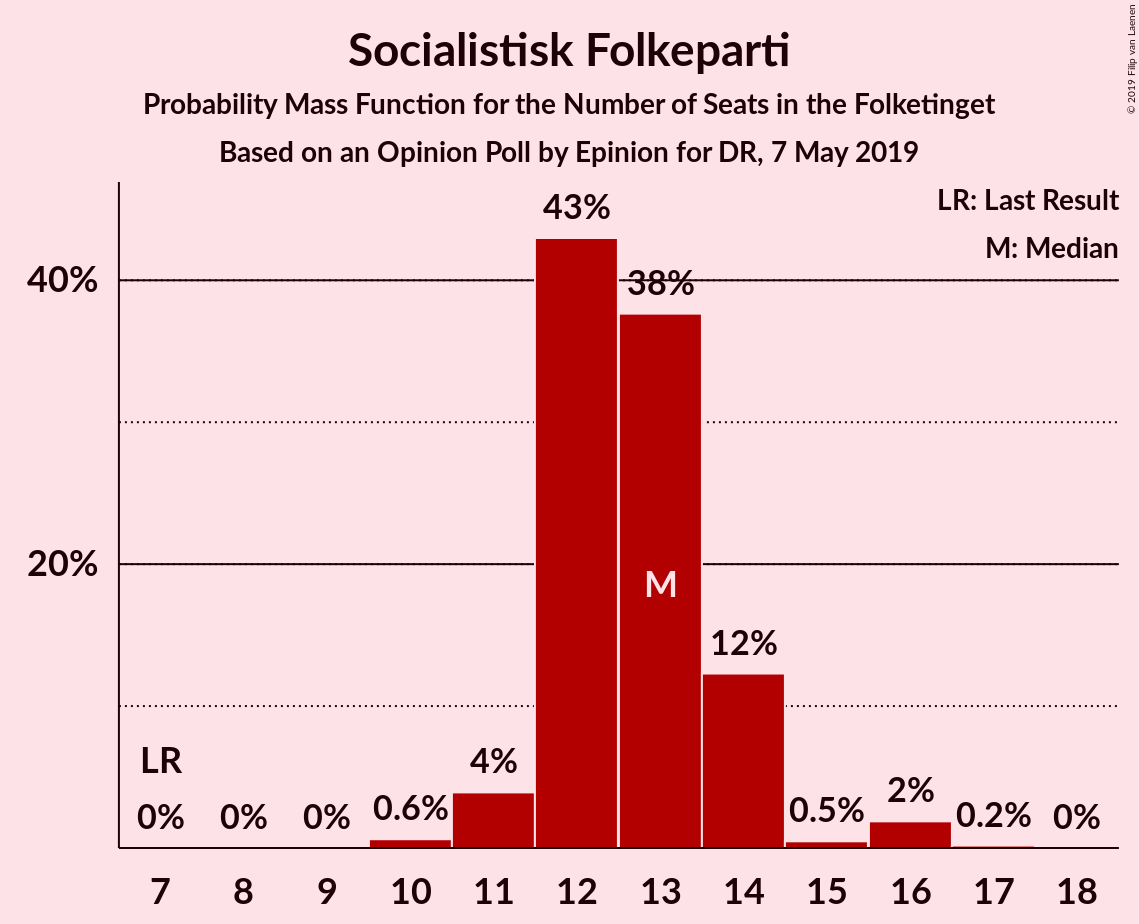 Socialistisk Folkeparti
Probability Mass Function for the Number of Seats in the Folketinget
Based on an Opinion Poll by Epinion for DR, 7 May 2019
© 2019 Filip van Laenen
LR: Last Result
M: Median
43%
40%
38%
20%
M
12%
LR
4%
0%
0%
0%
0.6%
0.5%
2%
0.2%
0%
7 8 9 10 11 12 13 14 15 16 17 18